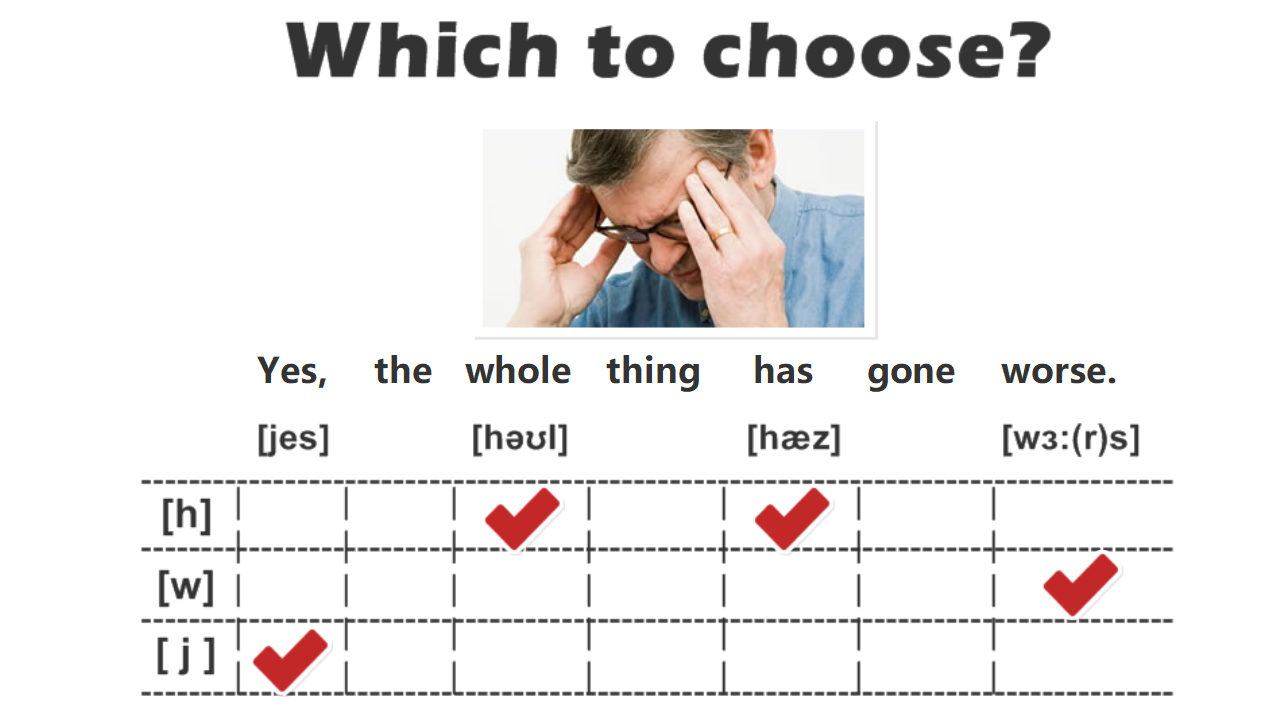 Which to choose?
Yes, the whole thing has gone worse.
[jes] [həʊl] [hæz] [wɜ:(r)s]
[h]
[w]
[ j ]